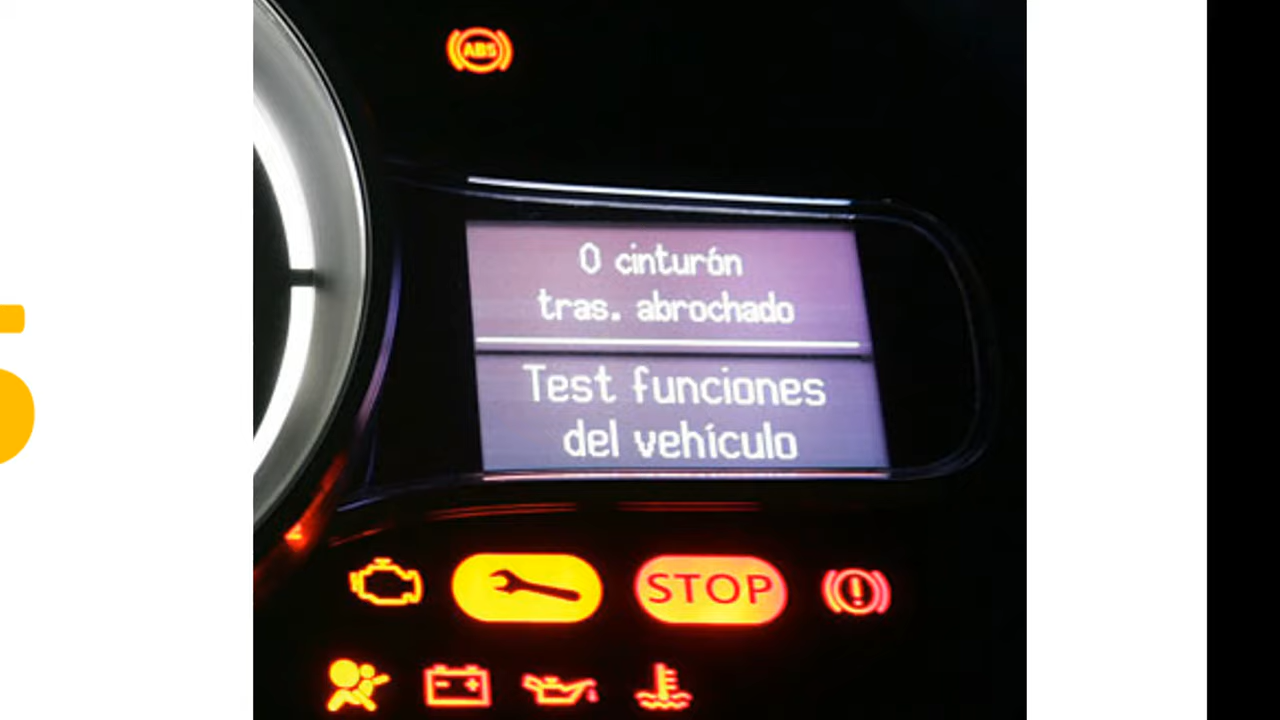 ABS
0 cinturón
tras. abrochado
Test funciones
del vehículo
STOP